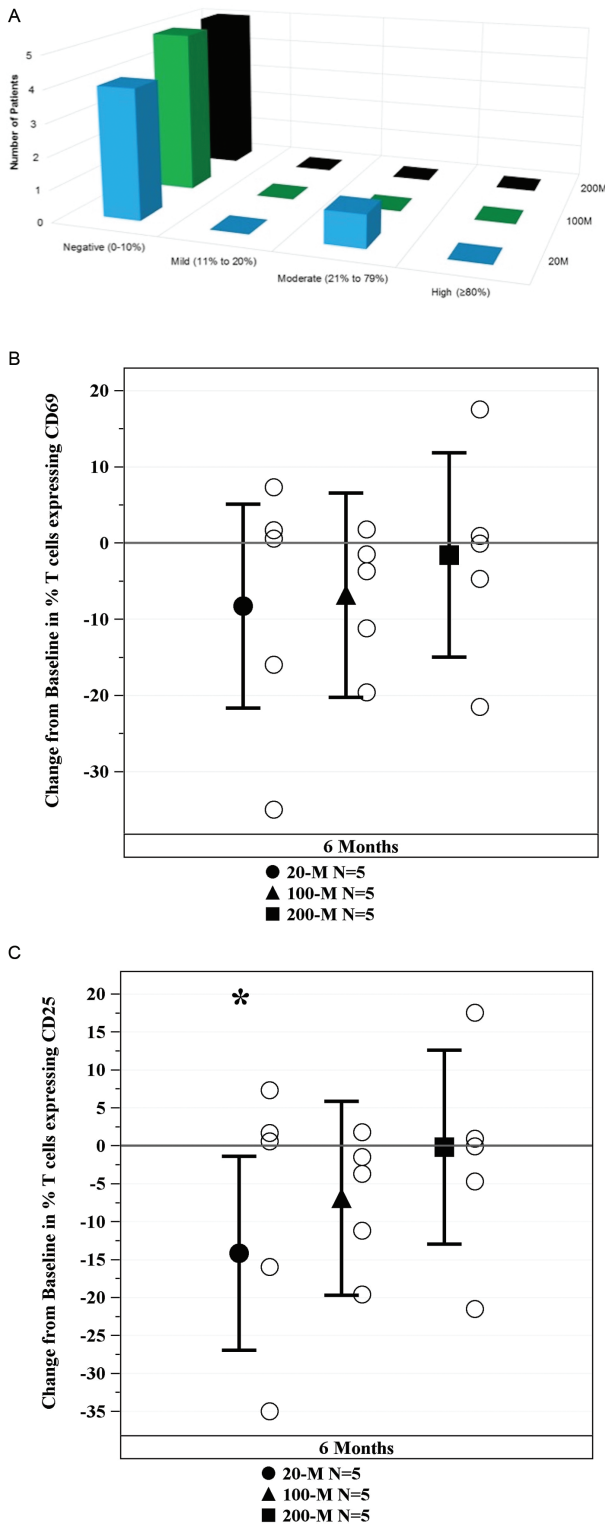 A
Number of Patients
5
4
3
2
1
0
Negative (0-10%)
Mild (11% to 20%)
Moderate (21% to 79%)
High (≥80%)
20M
100M
200M
B
Change from Baseline in % T cells expressing CD69
20
10
0
-10
-20
-30
6 Months
20-M N=5
100-M N=5
200-M N=5
C
Change from Baseline in % T cells expressing CD25
20
15
10
5
0
-5
-10
-15
-20
-25
-30
-35
*
6 Months
20-M N=5
100-M N=5
200-M N=5